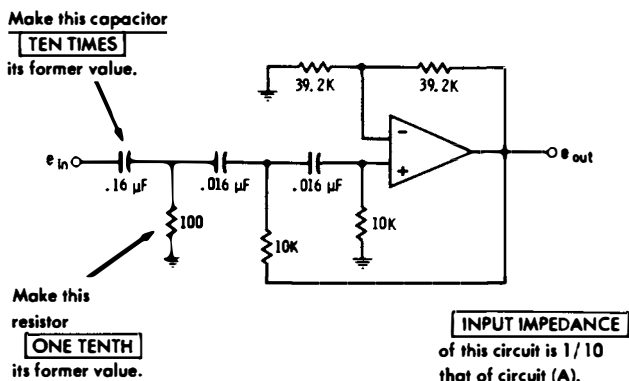 Make this capacitor
TEN TIMES
its former value.
39.2K
39.2K
-
+
e in
e out
.16 µF
.016 µF
.016 µF
100
10K
10K
Make this
resistor
ONE TENTH
its former value.
INPUT IMPEDANCE
of this circuit is 1/10
that of circuit (A).